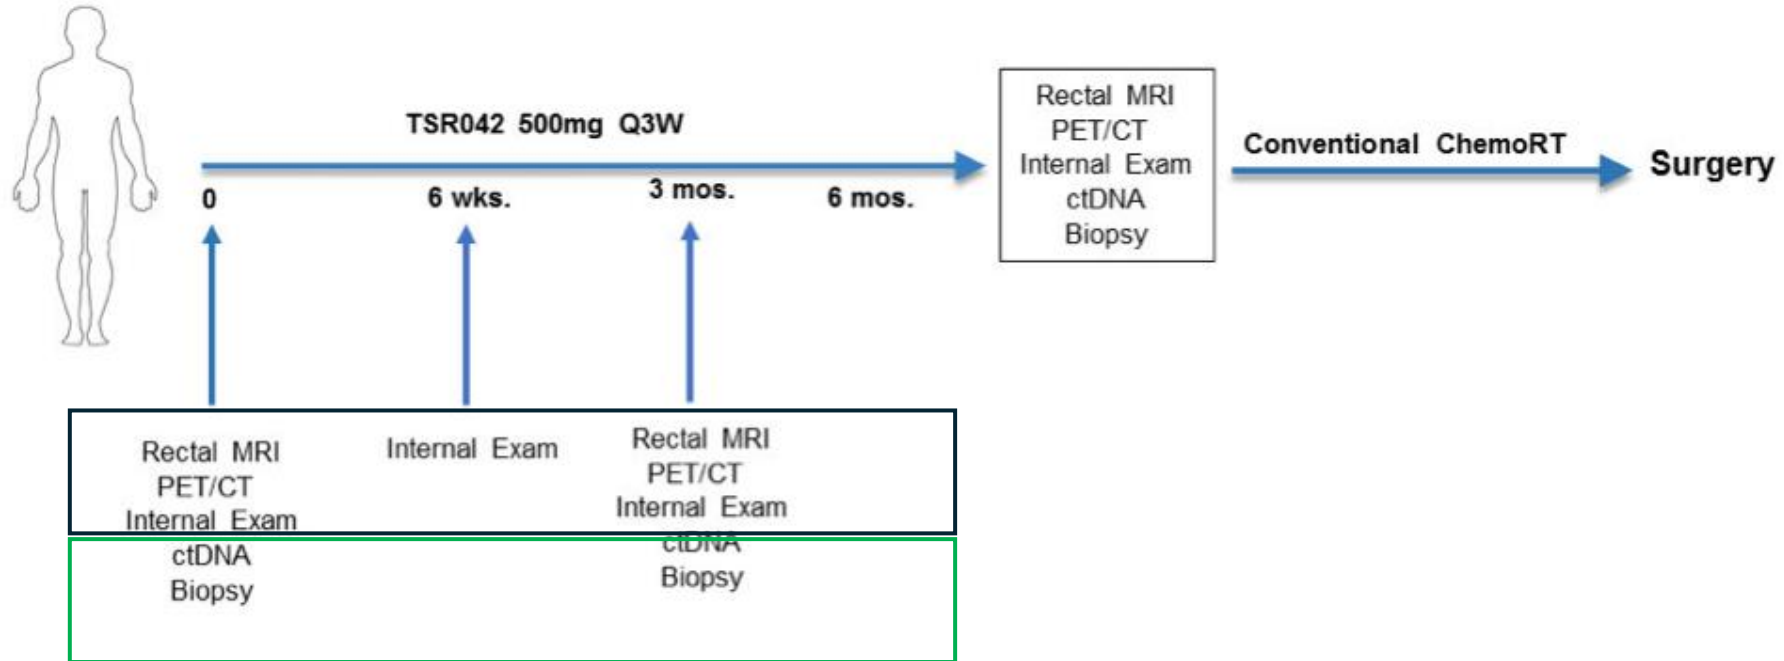 TSR042 500mg Q3W
0
6 wks.
3 mos.
6 mos.
Rectal MRI
PET/CT
Internal Exam
ctDNA
Biopsy
Conventional ChemoRT
Surgery
Rectal MRI
PET/CT
Internal Exam
ctDNA
Biopsy
Internal Exam
Rectal MRI
PET/CT
Internal Exam
ctDNA
Biopsy